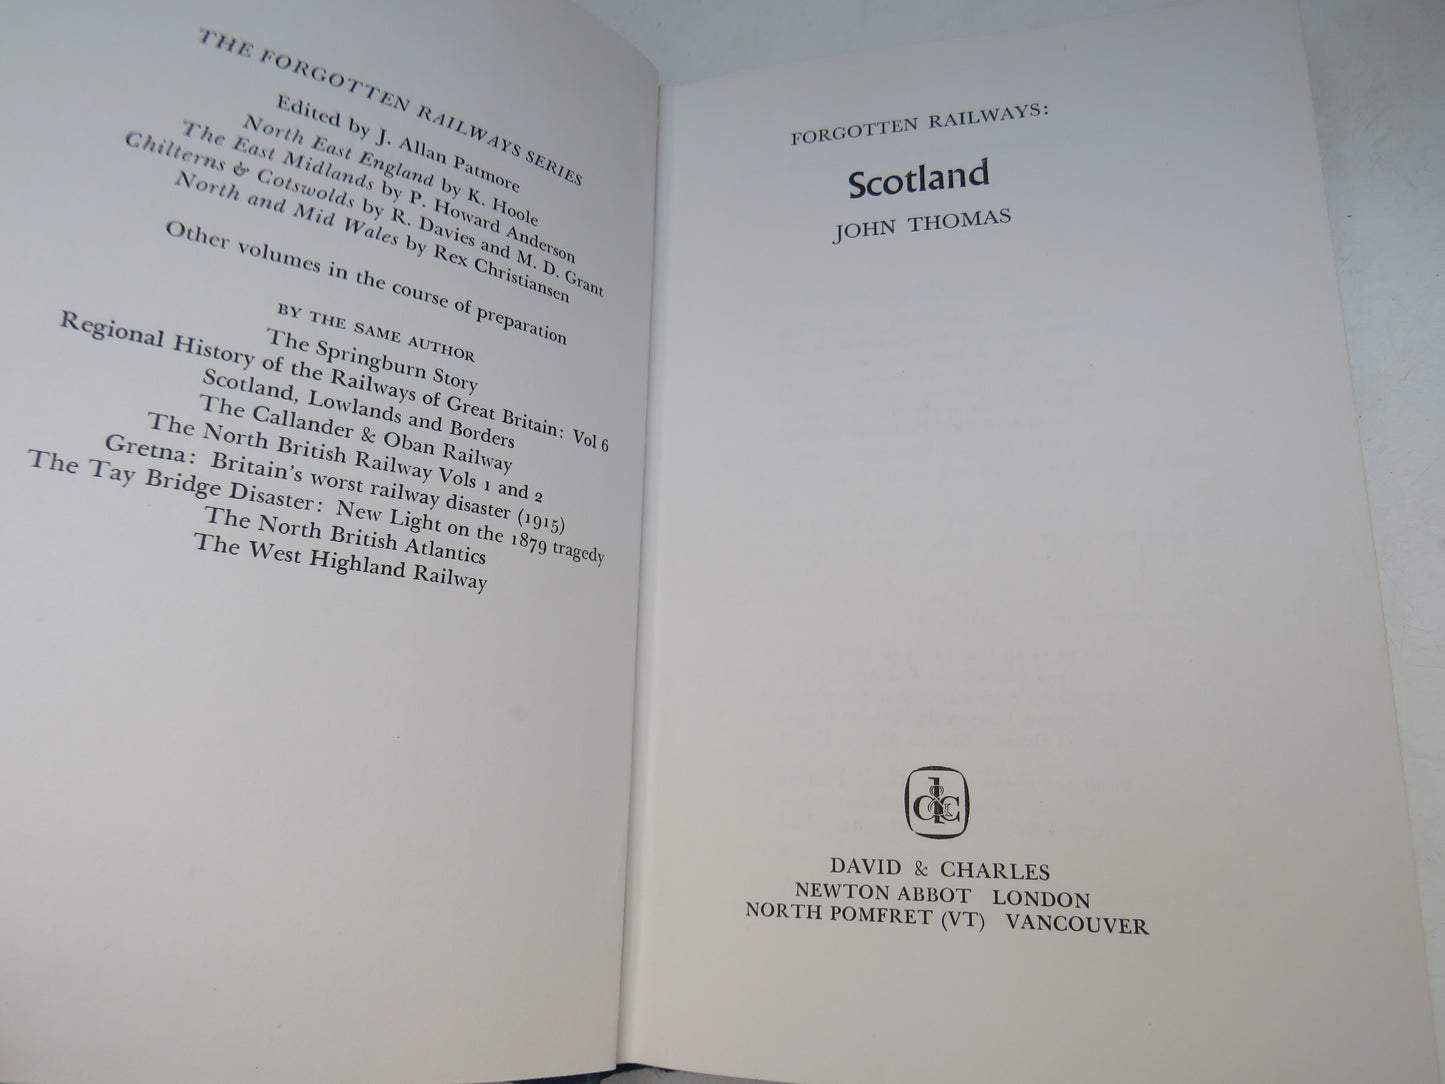 THE FORGOTTEN RAILWAYS SERIES
Edited by J. Allan Patmore
North East England by K. Hoole
The East Midlands by P. Howard Anderson
Chilterns & Cotswolds by R. Davies and M. D. Grant
North and Mid Wales by Rex Christiansen
Other volumes in the course of preparation
BY THE SAME AUTHOR
The Springburn Story
Regional History of the Railways of Great Britain: Vol 6
Scotland, Lowlands and Borders
The Callander & Oban Railway
The North British Railway Vols 1 and 2
Gretna: Britain's worst railway disaster (1915)
The Tay Bridge Disaster: New Light on the 1879 tragedy
The North British Atlantics
The West Highland Railway
FORGOTTEN RAILWAYS:
Scotland
JOHN THOMAS
DAVID & CHARLES
NEWTON ABBOT LONDON
NORTH POMFRET (VT) VANCOUVER